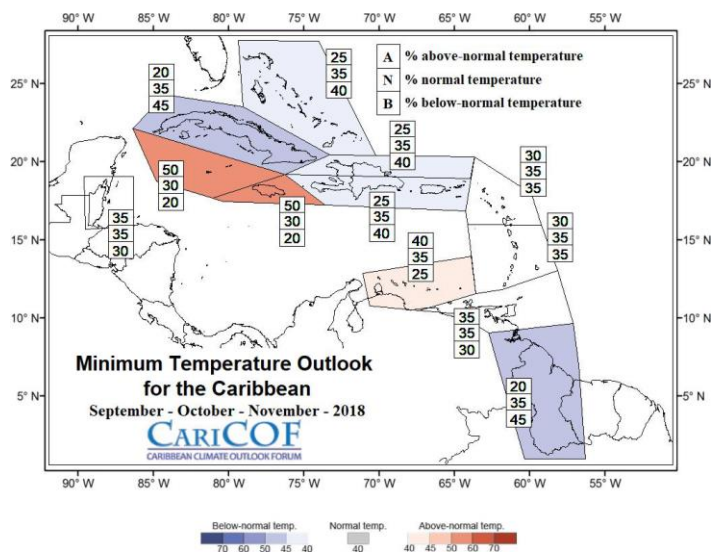 90° W 85° W 80° W 75° W 70° W 65° W 60° W 55° W
A % above-normal temperature
N % normal temperature
B % below-normal temperature
25° N
20° N
15° N
10° N
5° N
25° N
20° N
15° N
10° N
5° N
20
35
45
25
35
40
25
35
40
30
35
35
50
30
20
50
30
20
25
35
40
30
35
35
35
35
30
40
35
25
35
35
30
20
35
45
Minimum Temperature Outlook
for the Caribbean
September - October - November - 2018
CARICOF
CARIBBEAN CLIMATE OUTLOOK FORUM
90° W 85° W 80° W 75° W 70° W 65° W 60° W 55° W
Below-normal temp. Normal temp. Above-normal temp.
70 60 50 45 40 40 40 45 50 60 70